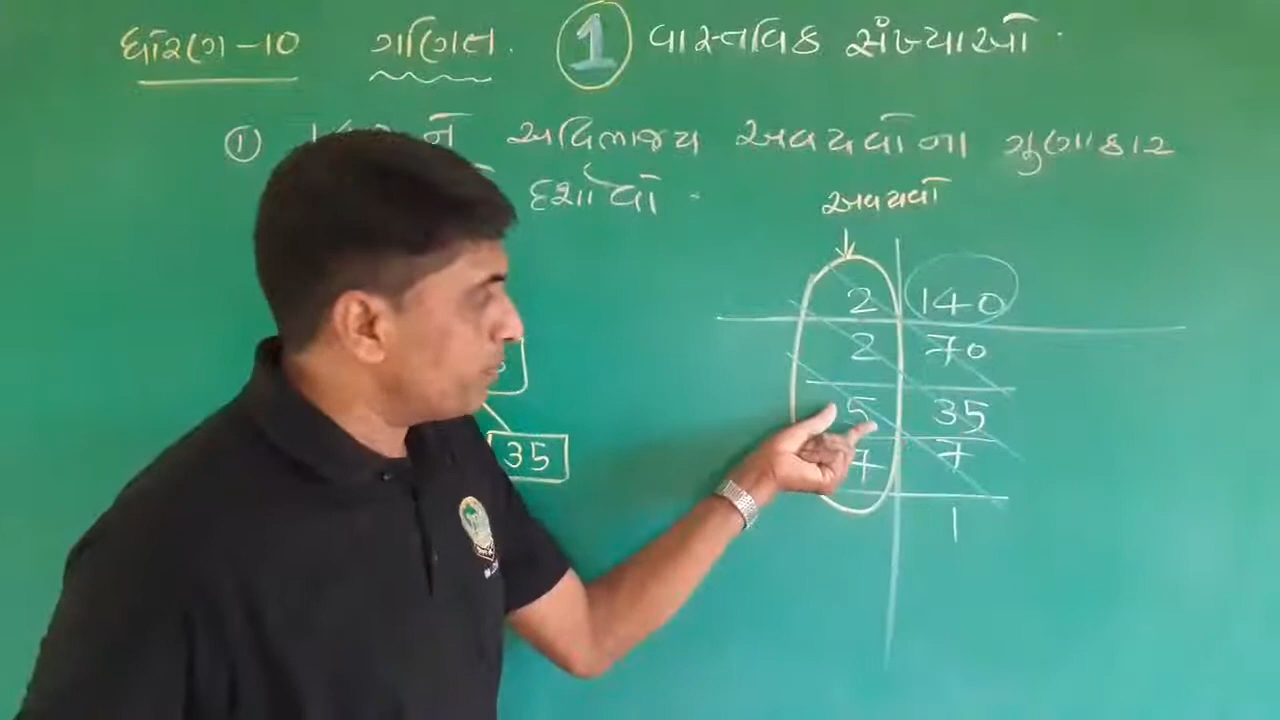 ધોરણ-10 ગણિત. 1 વાસ્તવિક સંખ્યાઓ.
① ને અવિભાજ્ય અવયવોના ગુણાકાર
દર્શાવો.
અવયવો
2 140
2 70
5 35
7 7
1
35